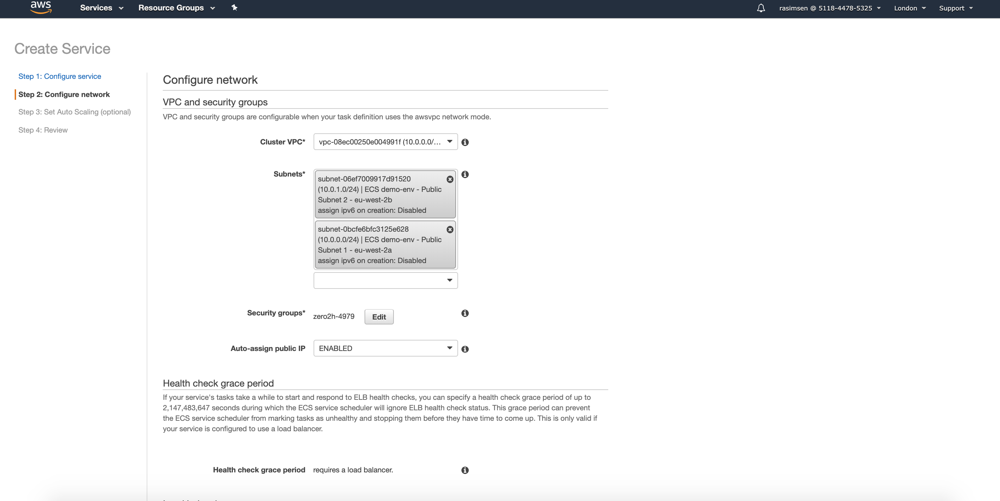 aws Services Resource Groups rasimsen @ 5118-4478-5325 London Support
Create Service
Step 1: Configure service
Step 2: Configure network
Step 3: Set Auto Scaling (optional)
Step 4: Review
Configure network
VPC and security groups
VPC and security groups are configurable when your task definition uses the awsvpc network mode.
Cluster VPC* vpc-08ec00250e004991f (10.0.0.0/...
Subnets*
subnet-06ef7009917d91520
(10.0.1.0/24) | ECS demo-env - Public
Subnet 2 - eu-west-2b
assign ipv6 on creation: Disabled
subnet-0bcfe6bfc3125e628
(10.0.0.0/24) | ECS demo-env - Public
Subnet 1 - eu-west-2a
assign ipv6 on creation: Disabled
Security groups* zero2h-4979 Edit
Auto-assign public IP ENABLED
Health check grace period
If your service's tasks take a while to start and respond to ELB health checks, you can specify a health check grace period of up to
2,147,483,647 seconds during which the ECS service scheduler will ignore ELB health check status. This grace period can prevent
the ECS service scheduler from marking tasks as unhealthy and stopping them before they have time to come up. This is only valid if
your service is configured to use a load balancer.
Health check grace period requires a load balancer.